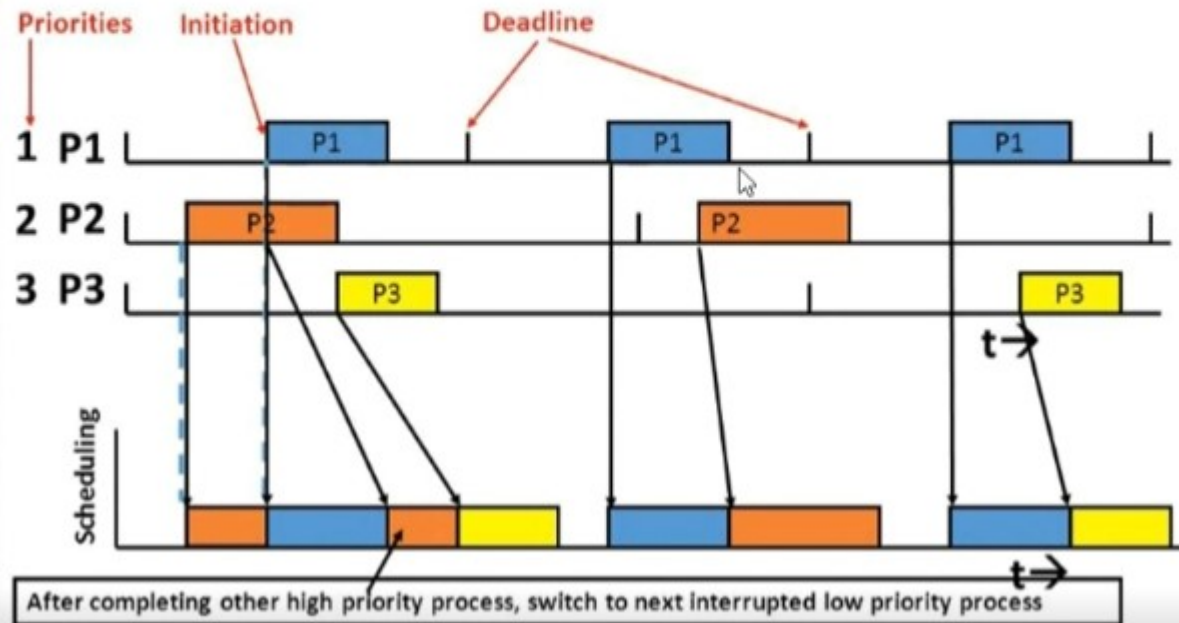 Priorities Initiation Deadline
1 P1 P1 P1 P1
2 P2 P2 P2
3 P3 P3 P3
t→
Scheduling
t→
After completing other high priority process, switch to next interrupted low priority process